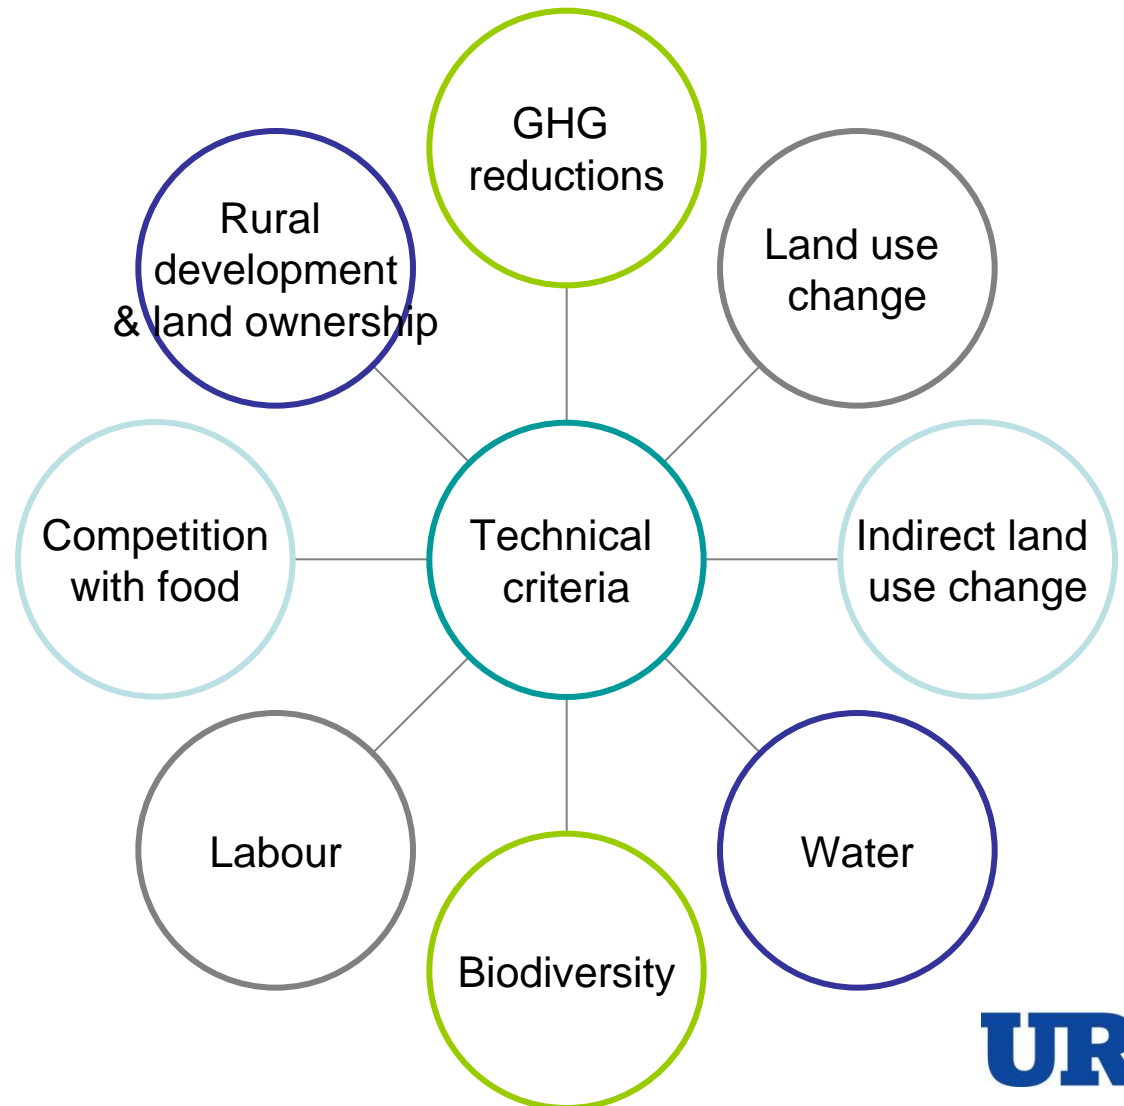 GHG
reductions
Rural
development
& land ownership
Land use
change
Competition
with food
Technical
criteria
Indirect land
use change
Labour
Water
Biodiversity
UR